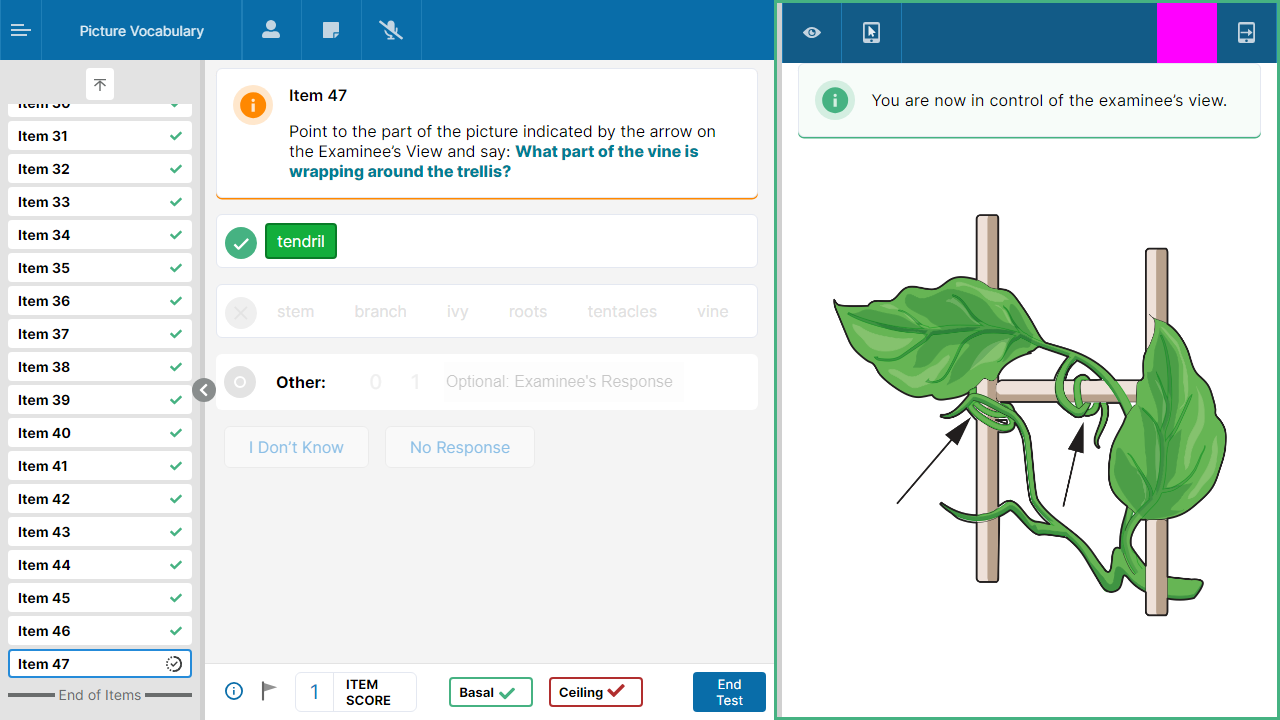 Picture Vocabulary
Item 30
Item 31
Item 32
Item 33
Item 34
Item 35
Item 36
Item 37
Item 38
Item 39
Item 40
Item 41
Item 42
Item 43
Item 44
Item 45
Item 46
Item 47
End of Items
Item 47
Point to the part of the picture indicated by the arrow on
the Examinee's View and say: What part of the vine is
wrapping around the trellis?
tendril
stem branch ivy roots tentacles vine
Other: 0 1 Optional: Examinee's Response
I Don't Know No Response
1 ITEM
SCORE
Basal
Ceiling
End
Test
You are now in control of the examinee's view.